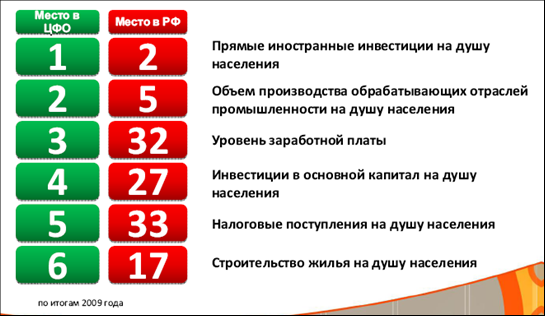 Место в
ЦФО
Место в РФ
1
2
Прямые иностранные инвестиции на душу
населения
2
5
Объем производства обрабатывающих отраслей
промышленности на душу населения
3
32
Уровень заработной платы
4
27
Инвестиции в основной капитал на душу
населения
5
33
Налоговые поступления на душу населения
6
17
Строительство жилья на душу населения
по итогам 2009 года